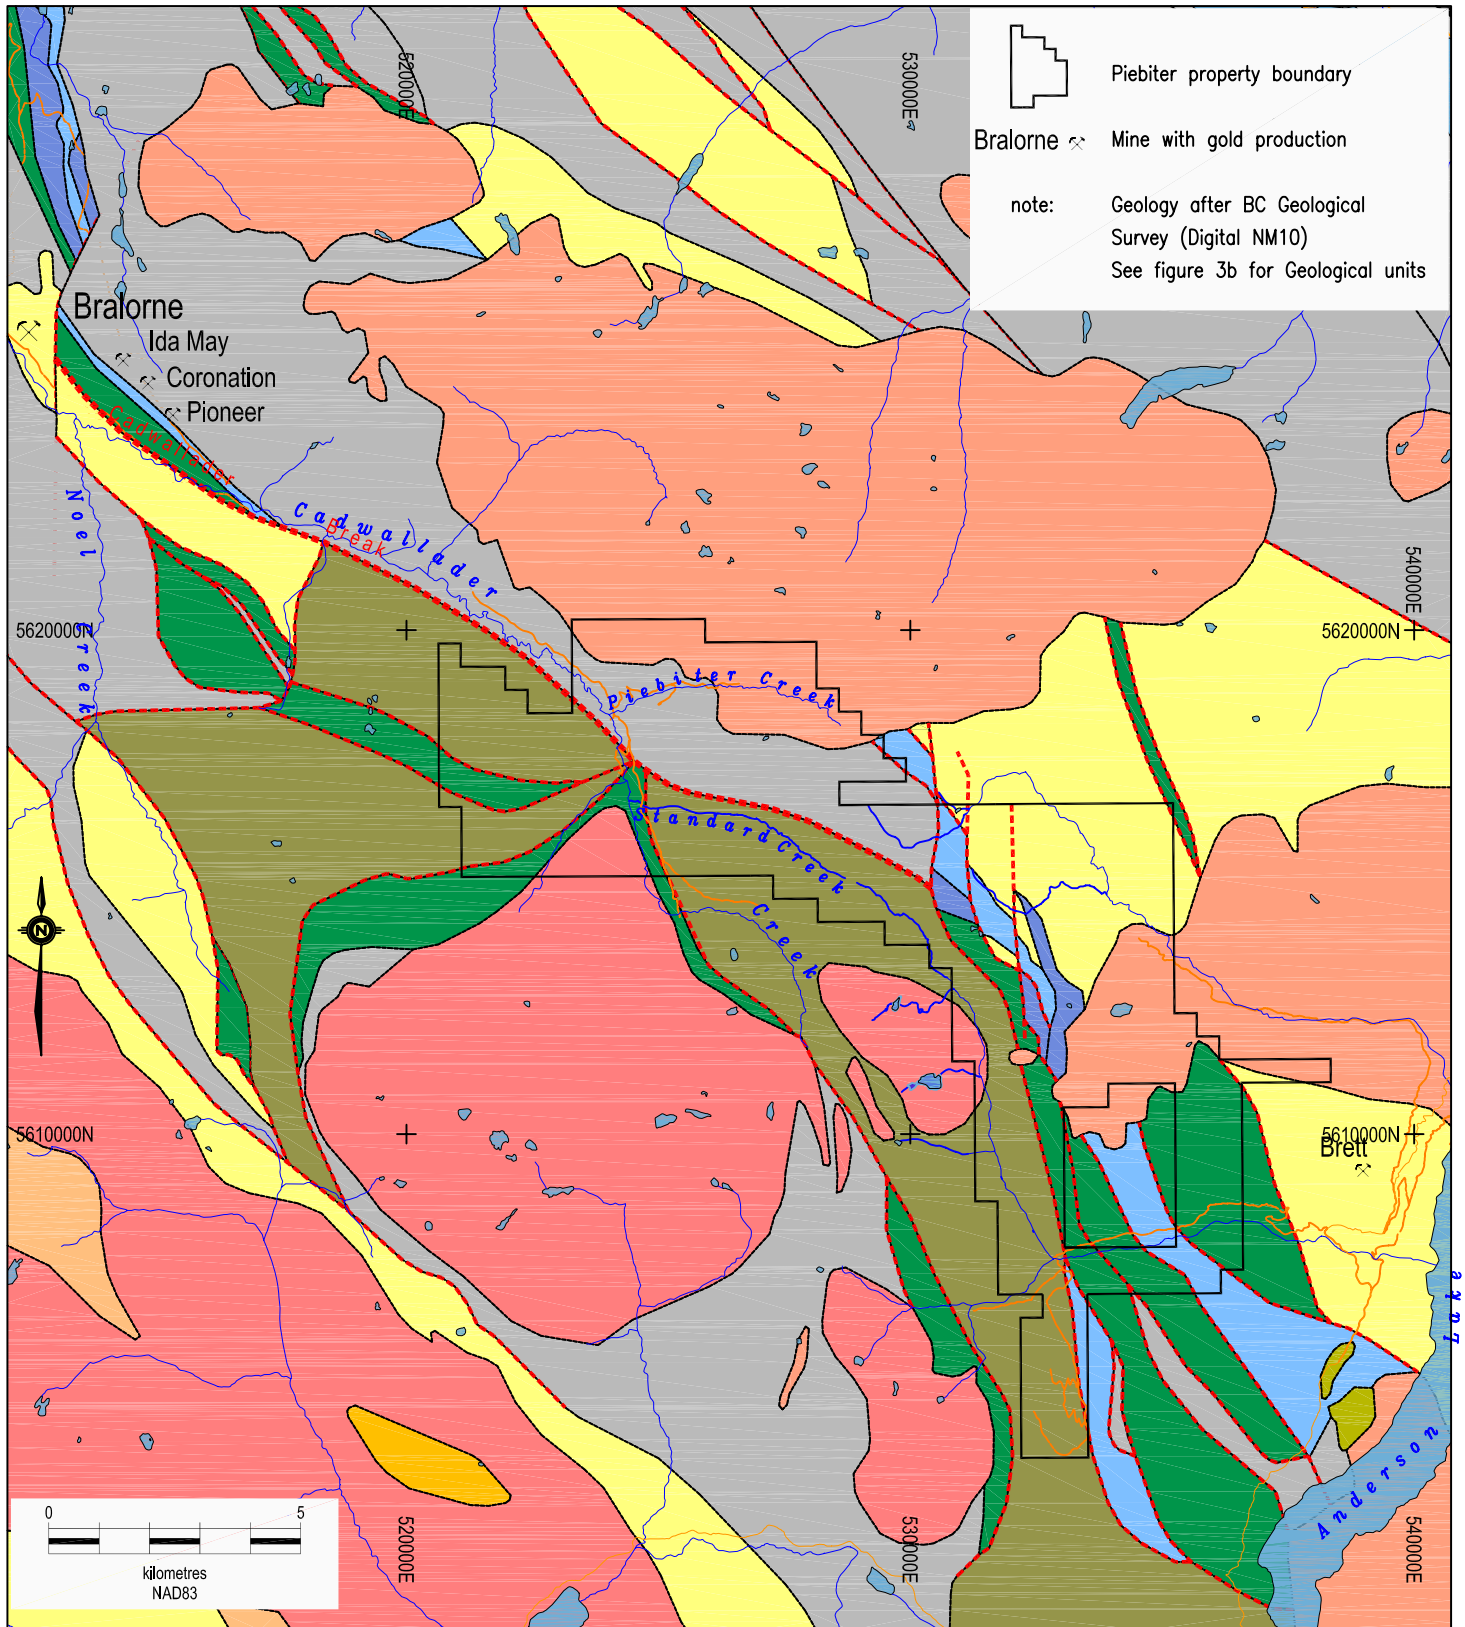 520000E
530000E
Piebiter property boundary
Bralorne
Mine with gold production
note:
Geology after BC Geological
Survey (Digital NM10)
See figure 3b for Geological units
Bralorne
Ida May
Coronation
Pioneer
Cadwallader
Break
Noel Creek
Cadwallader
540000E
5620000N
5620000N
Piebiter Creek
Standard Creek
Creek
N
5610000N
5610000N
Brett
Lake
Anderson
0
5
kilometres
NAD83
520000E
530000E
540000E